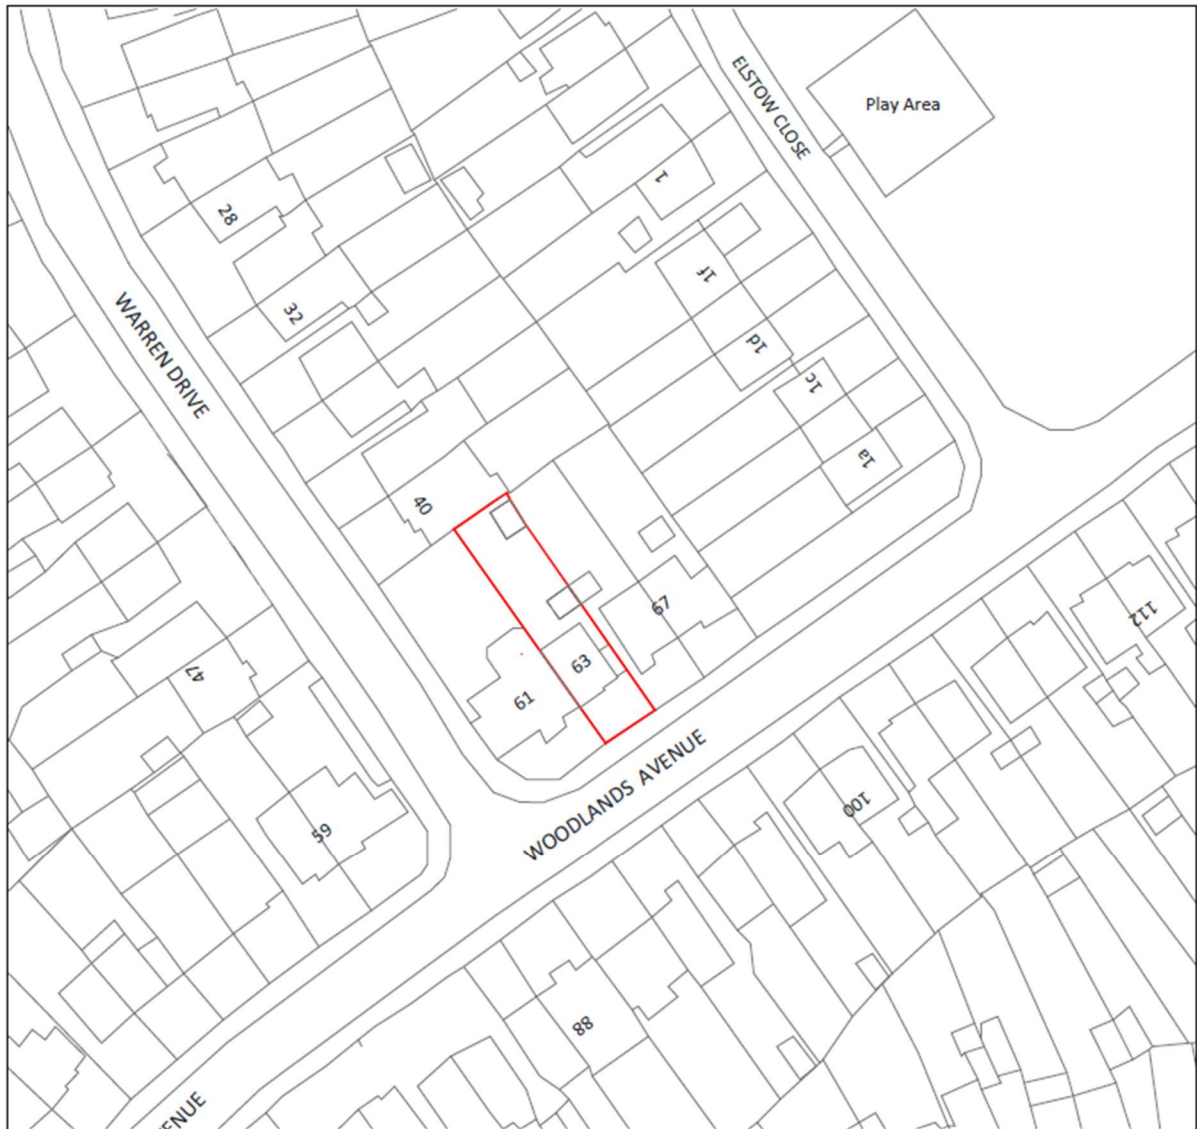 ELSTOW CLOSE
Play Area
1
28
1f
32
WARREN DRIVE
1d
1c
1a
40
67
112
63
47
61
WOODLANDS AVENUE
100
59
88
VENUE